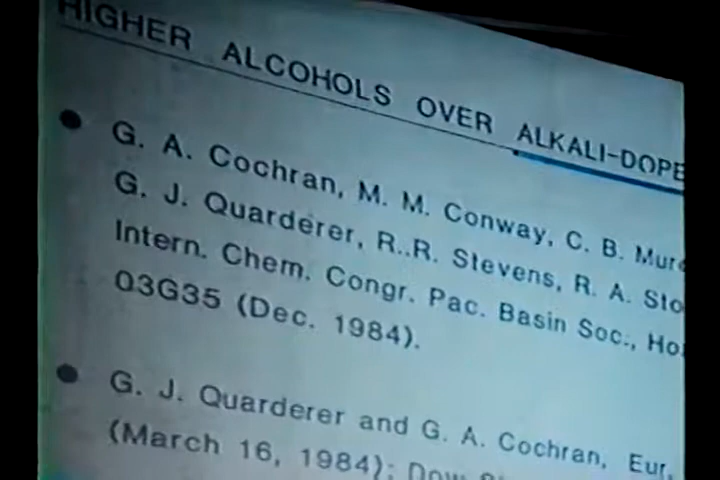 HIGHER ALCOHOLS OVER ALKALI-DOPE
● G. A. Cochran, M. M. Conway, C. B. Mur
G. J. Quarderer, R. R. Stevens, R. A. Sto
Intern. Chem. Congr. Pac. Basin Soc., Ho
03G35 (Dec. 1984).
● G. J. Quarderer and G. A. Cochran, Eur.
(March 16, 1984); Dow